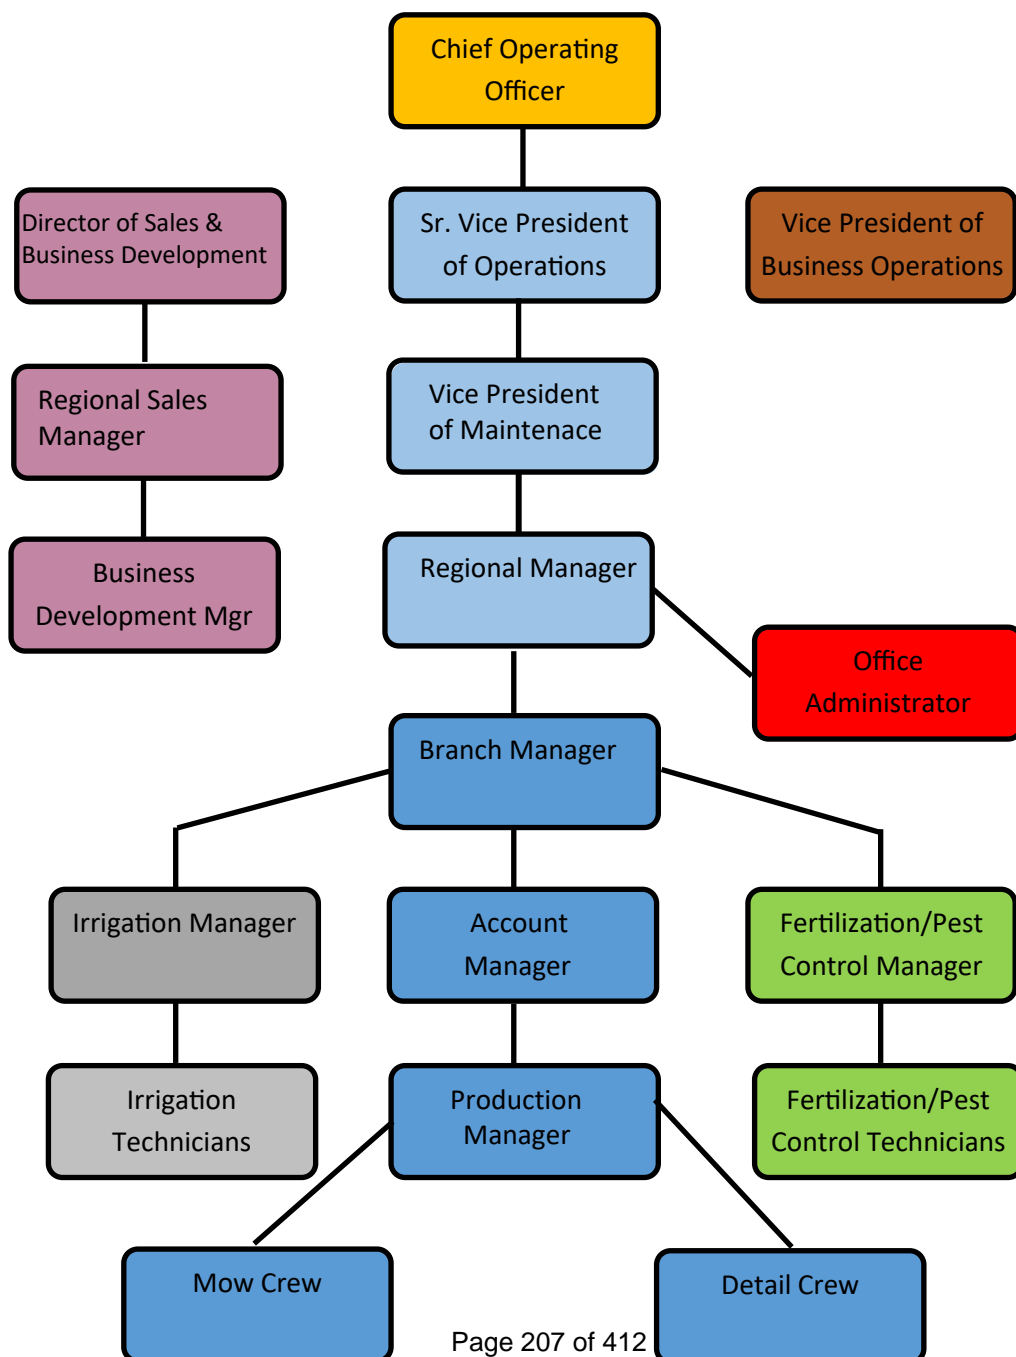 Chief Operating
Officer
Director of Sales &
Business Development
Sr. Vice President
of Operations
Vice President of
Business Operations
Regional Sales
Manager
Vice President
of Maintenace
Business
Development Mgr
Regional Manager
Office
Administrator
Branch Manager
Irrigation Manager
Account
Manager
Fertilization/Pest
Control Manager
Irrigation
Technicians
Production
Manager
Fertilization/Pest
Control Technicians
Mow Crew
Detail Crew
Page 207 of 412